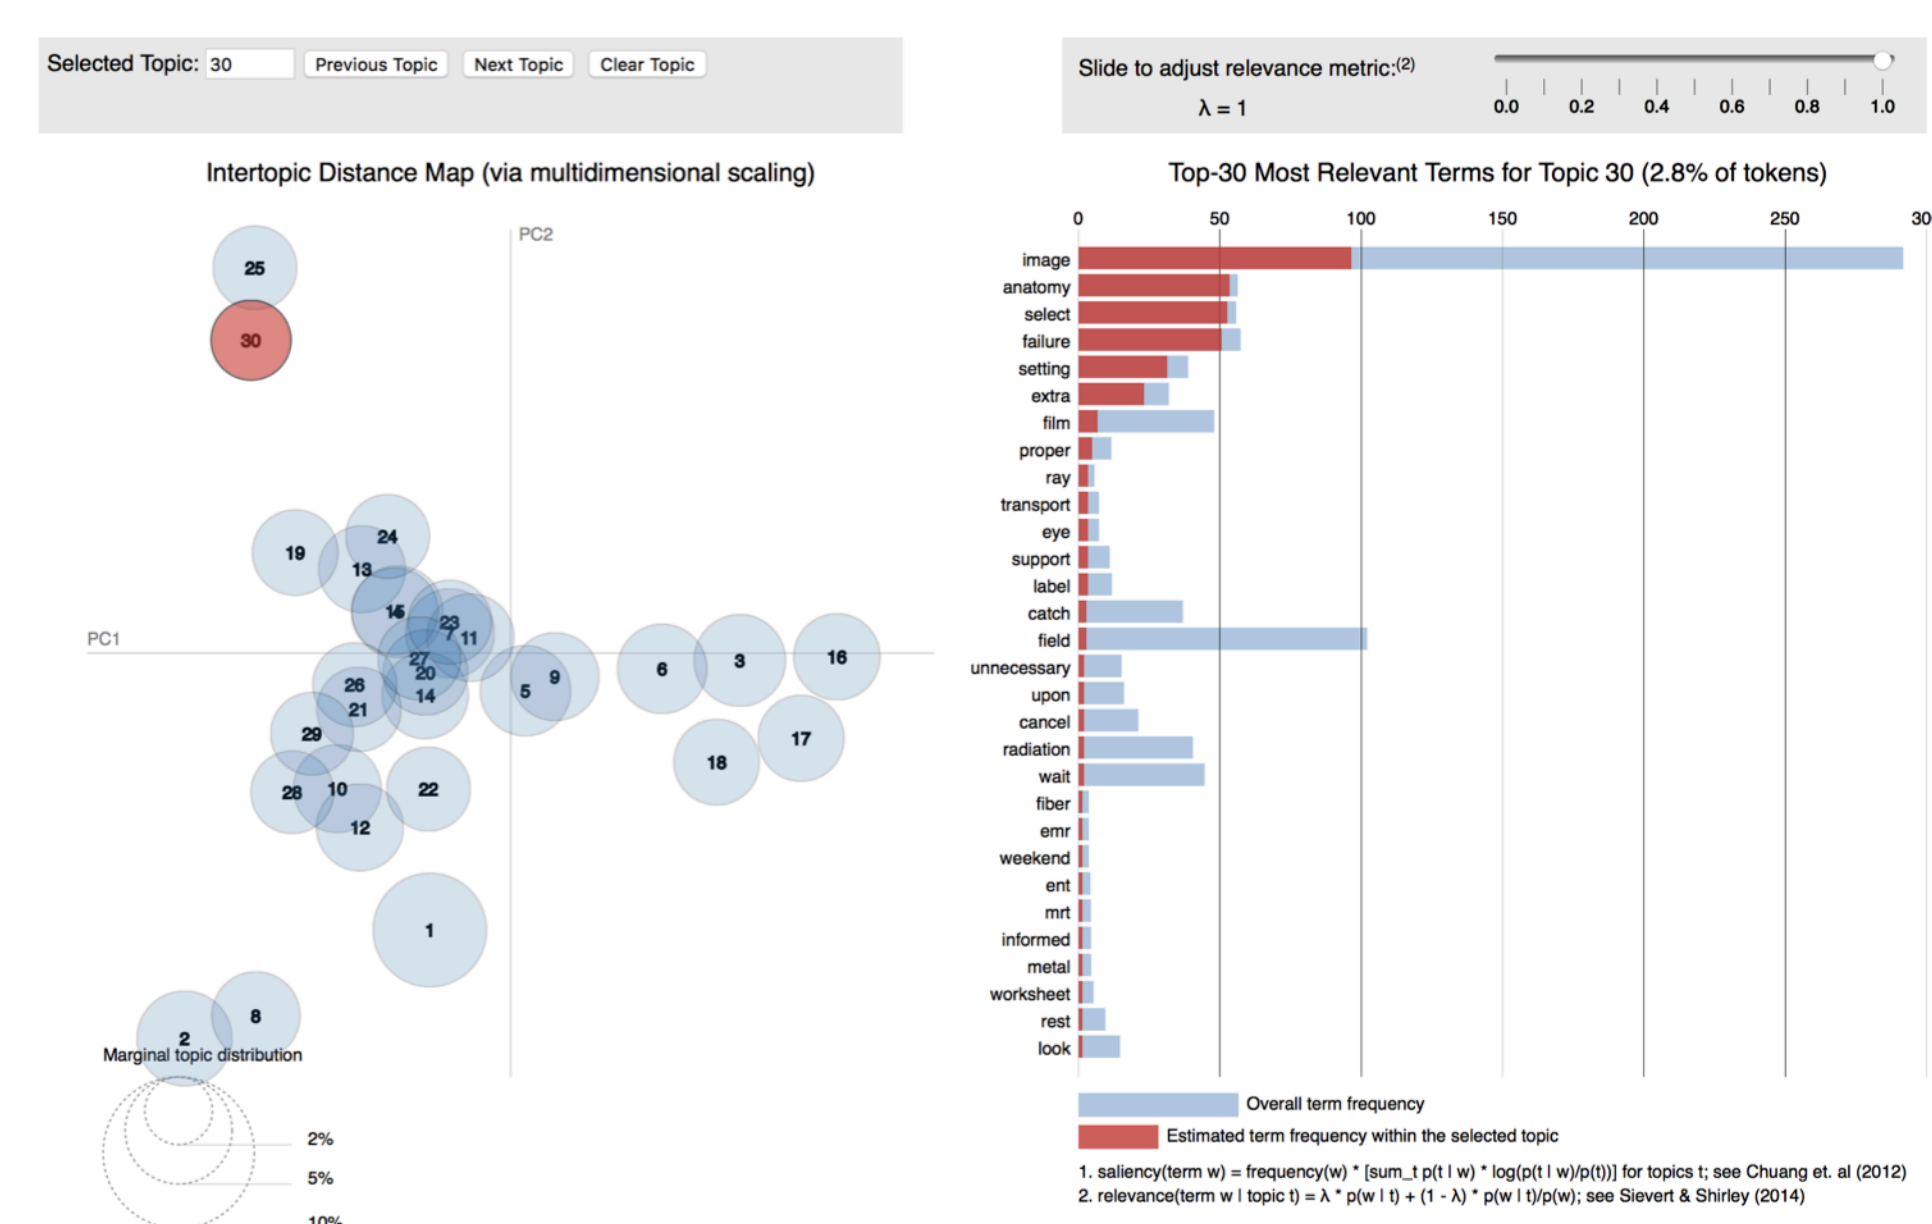 Selected Topic: 30 Previous Topic Next Topic Clear Topic
Slide to adjust relevance metric:(2)
λ = 1
0.0 0.2 0.4 0.6 0.8 1.0
Intertopic Distance Map (via multidimensional scaling)
PC2
PC1
25
30
24
19
13
15
23
7
11
27
20
14
26
21
29
28
10
22
12
5
9
6
3
16
18
17
1
8
2
Marginal topic distribution
2%
5%
10%
Top-30 Most Relevant Terms for Topic 30 (2.8% of tokens)
0 50 100 150 200 250 30
image
anatomy
select
failure
setting
extra
film
proper
ray
transport
eye
support
label
catch
field
unnecessary
upon
cancel
radiation
wait
fiber
emr
weekend
ent
mrt
informed
metal
worksheet
rest
look
Overall term frequency
Estimated term frequency within the selected topic
1. saliency(term w) = frequency(w) * [sum_t p(t | w) * log(p(t | w)/p(t))] for topics t; see Chuang et. al (2012)
2. relevance(term w | topic t) = λ * p(w | t) + (1 - λ) * p(w | t)/p(w); see Sievert & Shirley (2014)